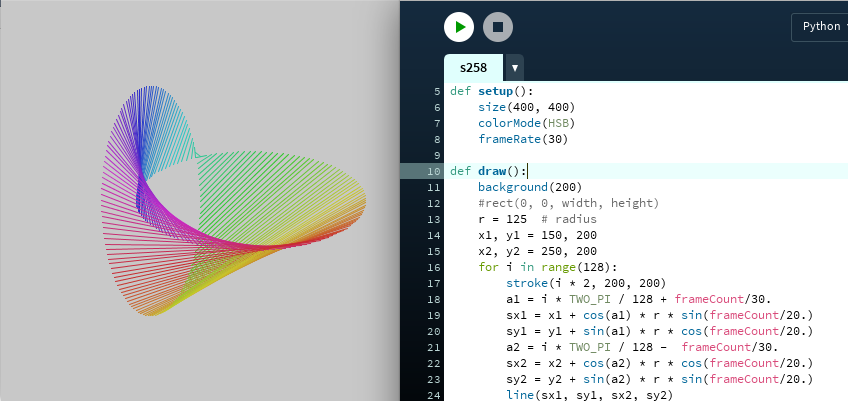 Python
s258
5 def setup():
6 size(400, 400)
7 colorMode(HSB)
8 frameRate(30)
9
10 def draw():
11 background(200)
12 #rect(0, 0, width, height)
13 r = 125  # radius
14 x1, y1 = 150, 200
15 x2, y2 = 250, 200
16 for i in range(128):
17 stroke(i * 2, 200, 200)
18 a1 = i * TWO_PI / 128 + frameCount/30.
19 sx1 = x1 + cos(a1) * r * sin(frameCount/20.)
20 sy1 = y1 + sin(a1) * r * cos(frameCount/20.)
21 a2 = i * TWO_PI / 128 -  frameCount/30.
22 sx2 = x2 + cos(a2) * r * cos(frameCount/20.)
23 sy2 = y2 + sin(a2) * r * sin(frameCount/20.)
24 line(sx1, sy1, sx2, sy2)